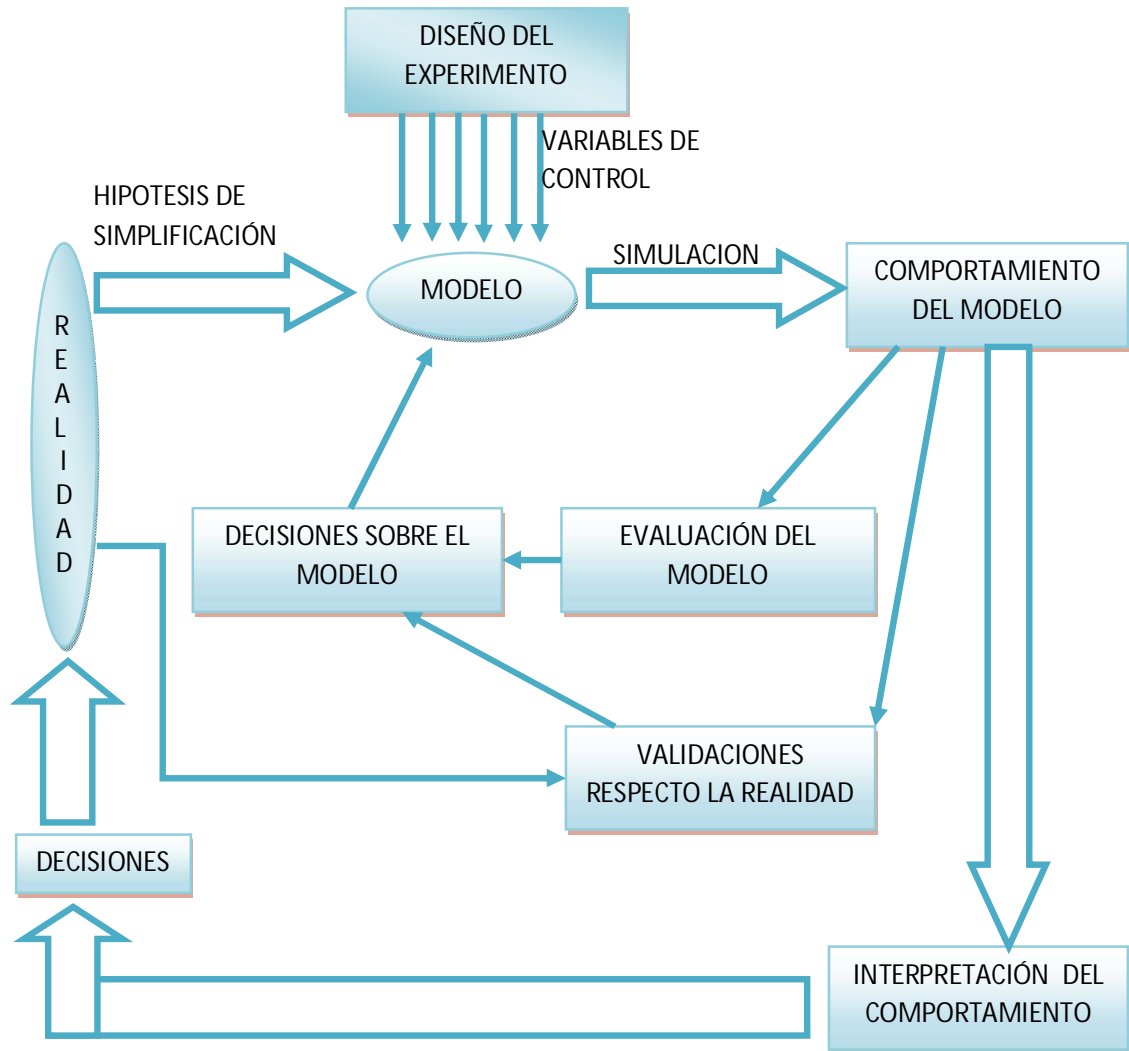 DISEÑO DEL
EXPERIMENTO
VARIABLES DE
CONTROL
HIPOTESIS DE
SIMPLIFICACIÓN
SIMULACION
MODELO
COMPORTAMIENTO
DEL MODELO
R
E
A
L
I
D
A
D
DECISIONES SOBRE EL
MODELO
EVALUACIÓN DEL
MODELO
VALIDACIONES
RESPECTO LA REALIDAD
DECISIONES
INTERPRETACIÓN DEL
COMPORTAMIENTO